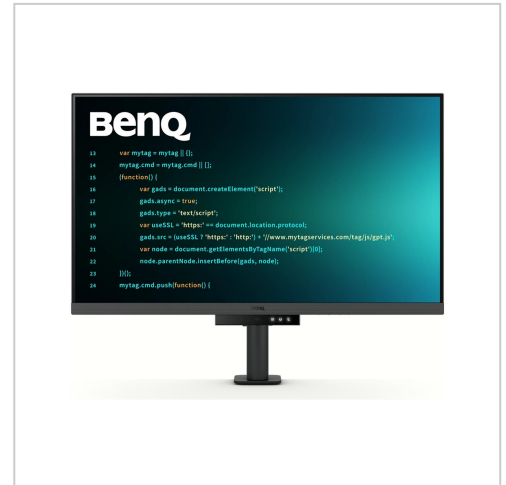 BenQ
13 var mytag = mytag || {};
14 mytag.cmd = mytag.cmd || [];
15 (function() {
16 var gads = document.createElement('script');
17 gads.async = true;
18 gads.type = 'text/script';
19 var useSSL = 'https:' == document.location.protocol;
20 gads.src = (useSSL ? 'https:' : 'http:') + '//www.mytagservices.com/tag/js/gpt.js';
21 var node = document.getElementsByTagName('script')[0];
22 node.parentNode.insertBefore(gads, node);
23 })();
24 mytag.cmd.push(function() {
BenQ